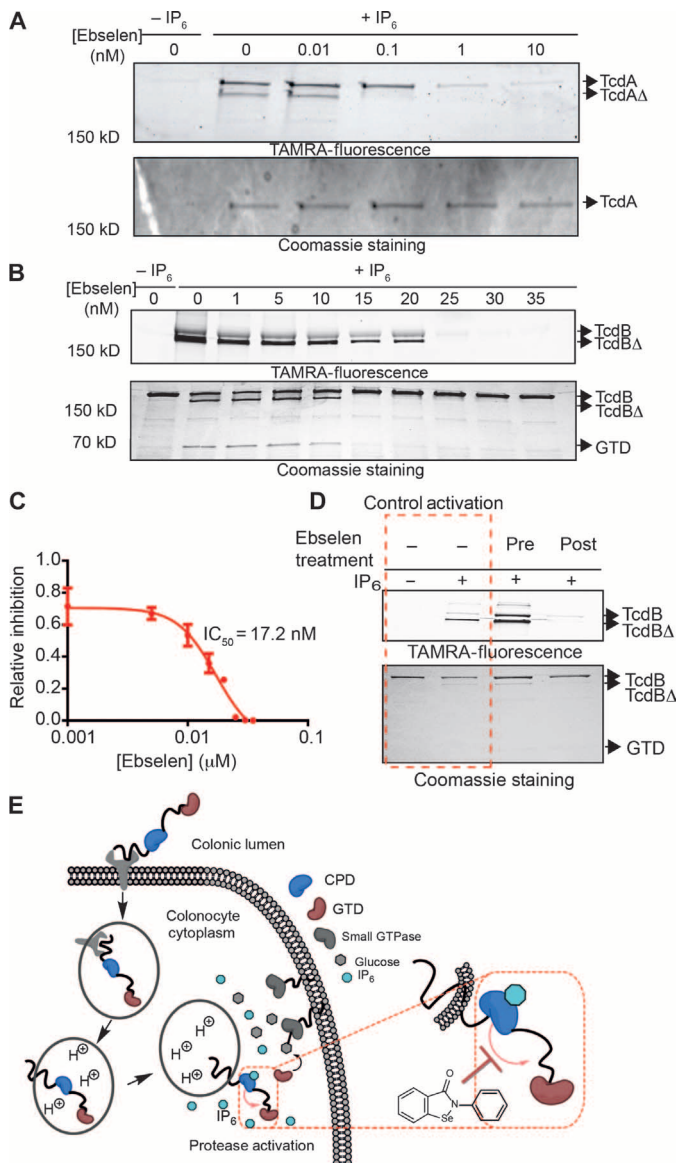 A
– IP6
+ IP6
[Ebselen]
(nM)
0 0 0.01 0.1 1 10
TcdA
TcdAΔ
150 kD
TAMRA-fluorescence
TcdA
150 kD
Coomassie staining
B
– IP6
+ IP6
[Ebselen]
(nM)
0 0 1 5 10 15 20 25 30 35
TcdB
TcdBΔ
150 kD
TAMRA-fluorescence
TcdB
TcdBΔ
150 kD
70 kD
GTD
Coomassie staining
C
Relative inhibition
1.0
0.8
0.6
0.4
0.2
0.0
IC50 = 17.2 nM
0.001 0.01 0.1
[Ebselen] (μM)
D
Control activation
Ebselen
treatment
– – Pre Post
IP6 – + + +
TcdB
TcdBΔ
TAMRA-fluorescence
TcdB
TcdBΔ
GTD
Coomassie staining
E
Colonic lumen
Colonocyte
cytoplasm
CPD
GTD
Small GTPase
Glucose
IP6
H+ H+ H+ H+
H+ H+ H+ H+
IP6
Protease activation
O
N
Se